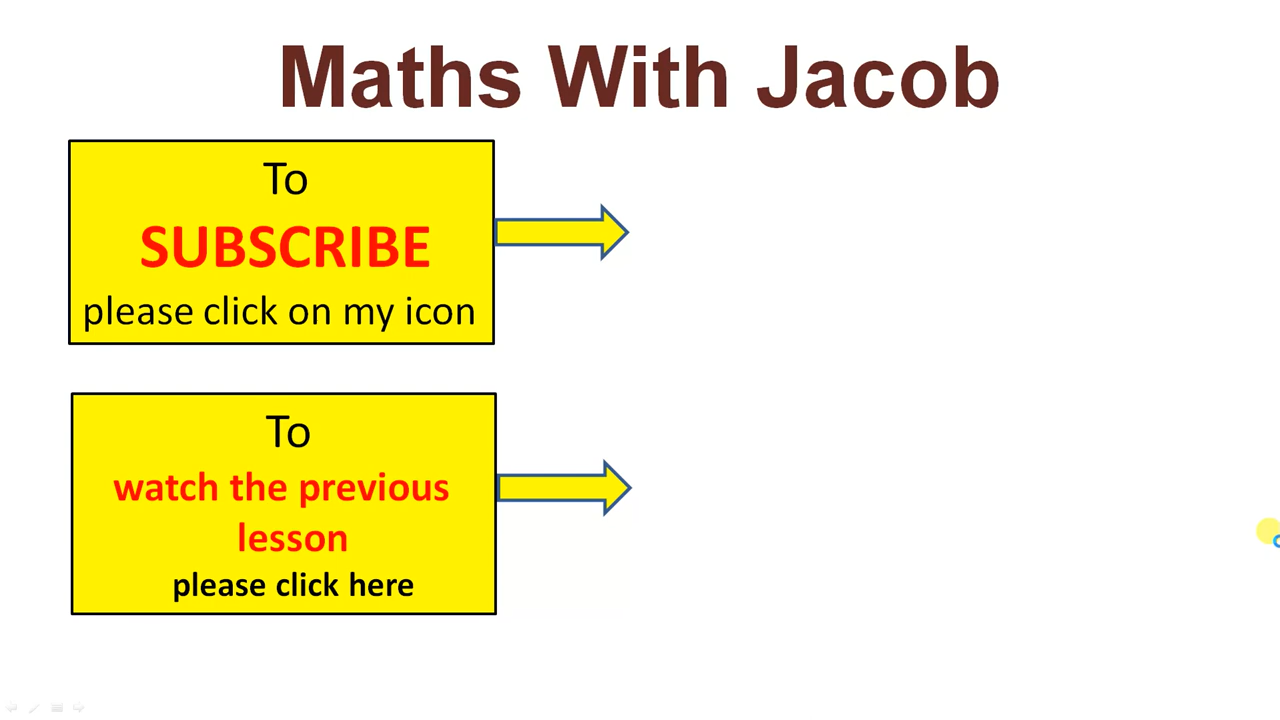 Maths With Jacob
To
SUBSCRIBE
please click on my icon
To
watch the previous
lesson
please click here